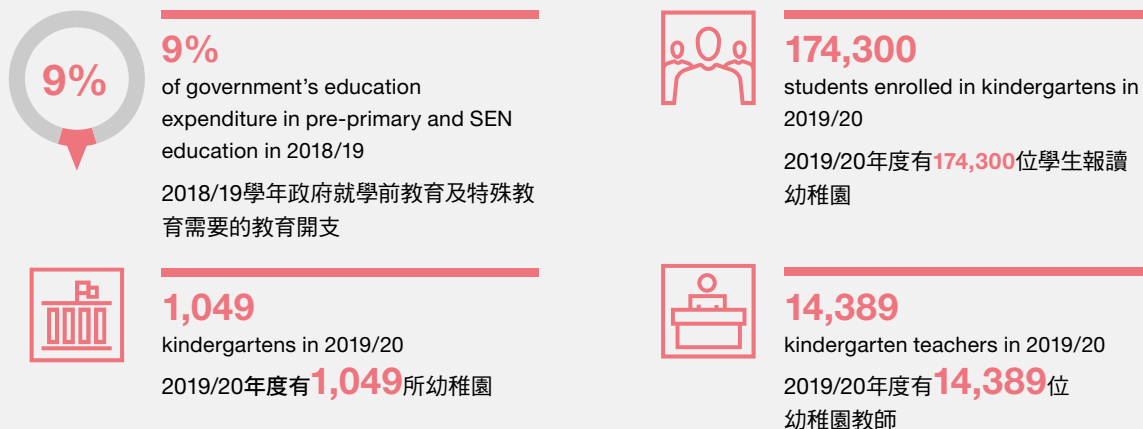 9%
9%
of government's education
expenditure in pre-primary and SEN
education in 2018/19
2018/19學年政府就學前教育及特殊教
育需要的教育開支
174,300
students enrolled in kindergartens in
2019/20
2019/20年度有174,300位學生報讀
幼稚園
1,049
kindergartens in 2019/20
2019/20年度有1,049所幼稚園
14,389
kindergarten teachers in 2019/20
2019/20年度有14,389位
幼稚園教師